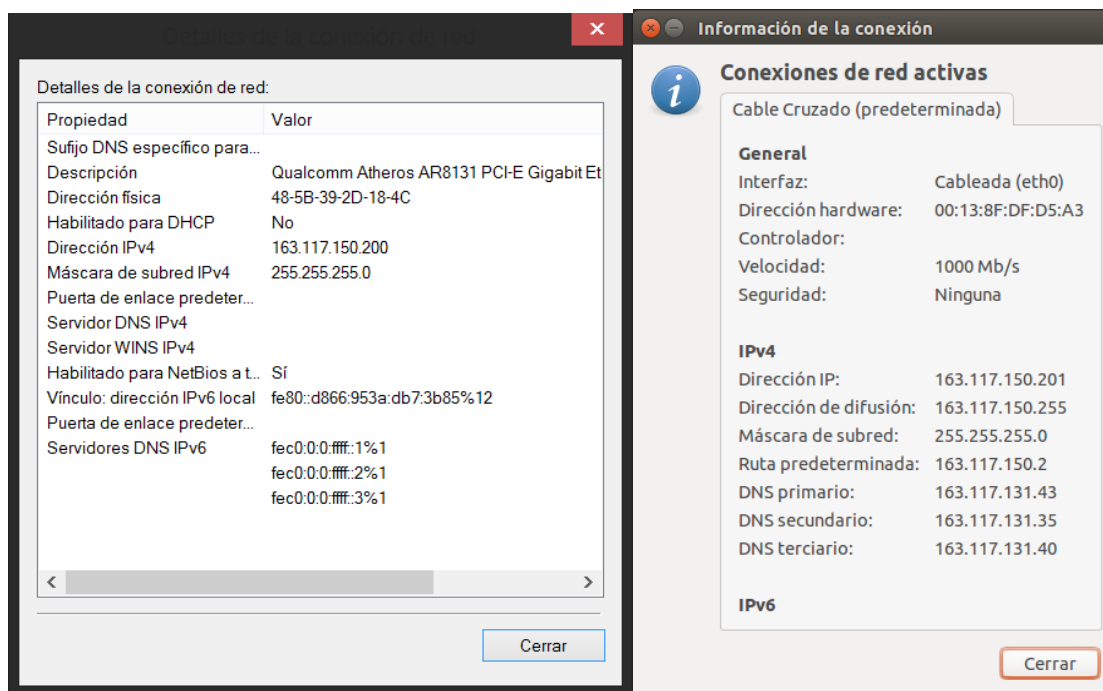 Detalles de la conexión de red
Detalles de la conexión de red:
Propiedad Valor
Sufijo DNS específico para...
Descripción Qualcomm Atheros AR8131 PCI-E Gigabit Et
Dirección física 48-5B-39-2D-18-4C
Habilitado para DHCP No
Dirección IPv4 163.117.150.200
Máscara de subred IPv4 255.255.255.0
Puerta de enlace predeter...
Servidor DNS IPv4
Servidor WINS IPv4
Habilitado para NetBios a t... Sí
Vínculo: dirección IPv6 local fe80::d866:953a:db7:3b85%12
Puerta de enlace predeter...
Servidores DNS IPv6 fec0:0:0:ffff::1%1
fec0:0:0:ffff::2%1
fec0:0:0:ffff::3%1
Cerrar
Información de la conexión
Conexiones de red activas
Cable Cruzado (predeterminada)
General
Interfaz: Cableada (eth0)
Dirección hardware: 00:13:8F:DF:D5:A3
Controlador:
Velocidad: 1000 Mb/s
Seguridad: Ninguna
IPv4
Dirección IP: 163.117.150.201
Dirección de difusión: 163.117.150.255
Máscara de subred: 255.255.255.0
Ruta predeterminada: 163.117.150.2
DNS primario: 163.117.131.43
DNS secundario: 163.117.131.35
DNS terciario: 163.117.131.40
IPv6
Cerrar